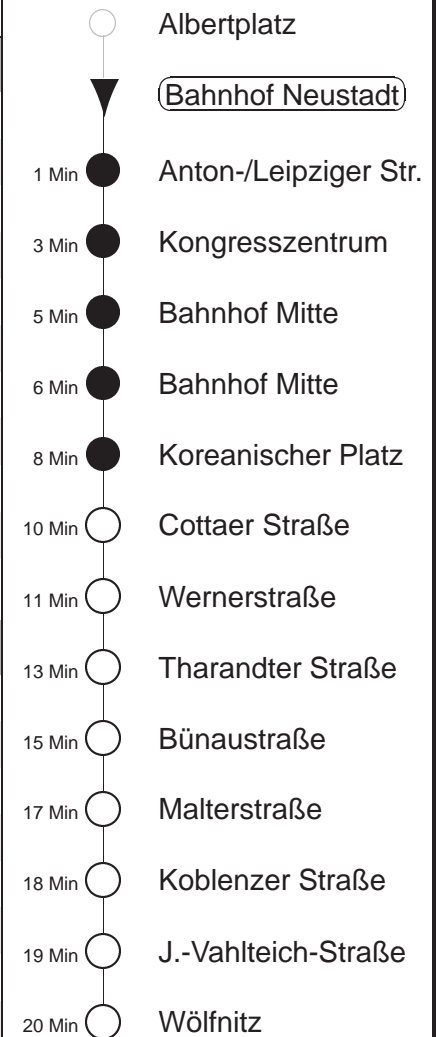 Albertplatz
Bahnhof Neustadt
1 Min Anton-/Leipziger Str.
3 Min Kongresszentrum
5 Min Bahnhof Mitte
6 Min Bahnhof Mitte
8 Min Koreanischer Platz
10 Min Cottaer Straße
11 Min Wernerstraße
13 Min Tharandter Straße
15 Min Bünaustraße
17 Min Malterstraße
18 Min Koblenzer Straße
19 Min J.-Vahlteich-Straße
20 Min Wölfnitz